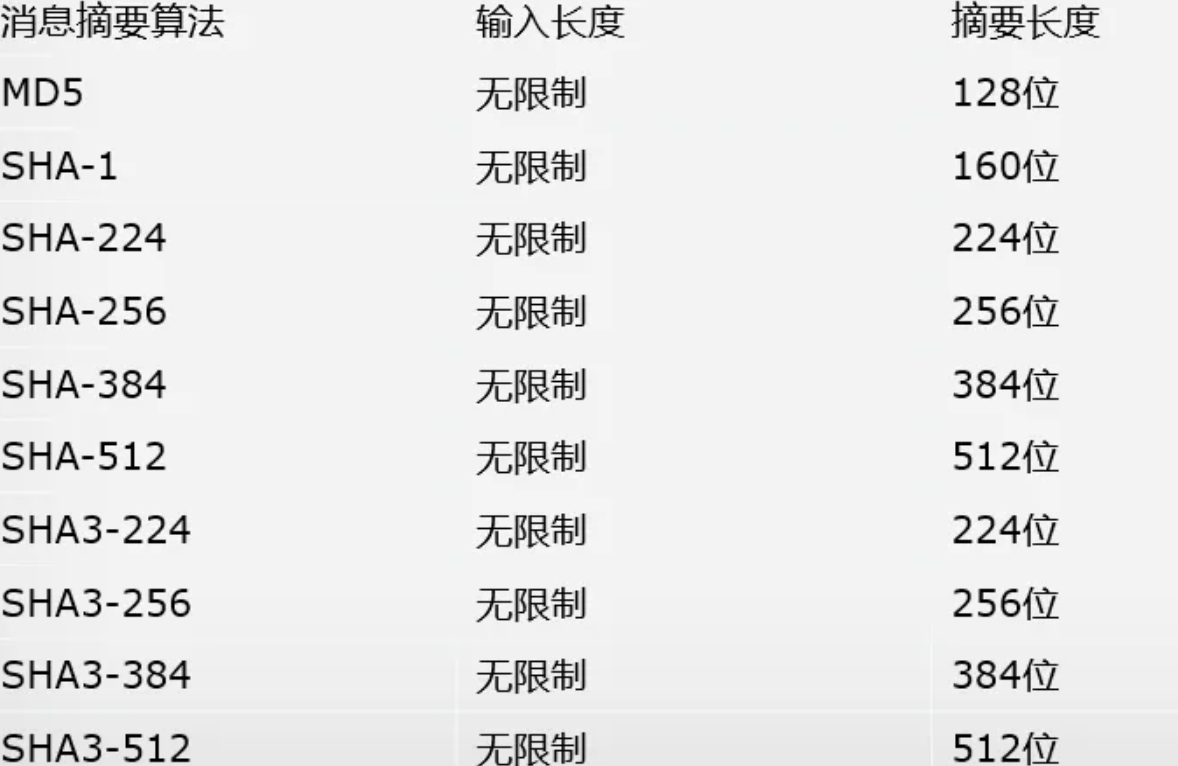 消息摘要算法 输入长度 摘要长度
MD5 无限制 128位
SHA-1 无限制 160位
SHA-224 无限制 224位
SHA-256 无限制 256位
SHA-384 无限制 384位
SHA-512 无限制 512位
SHA3-224 无限制 224位
SHA3-256 无限制 256位
SHA3-384 无限制 384位
SHA3-512 无限制 512位